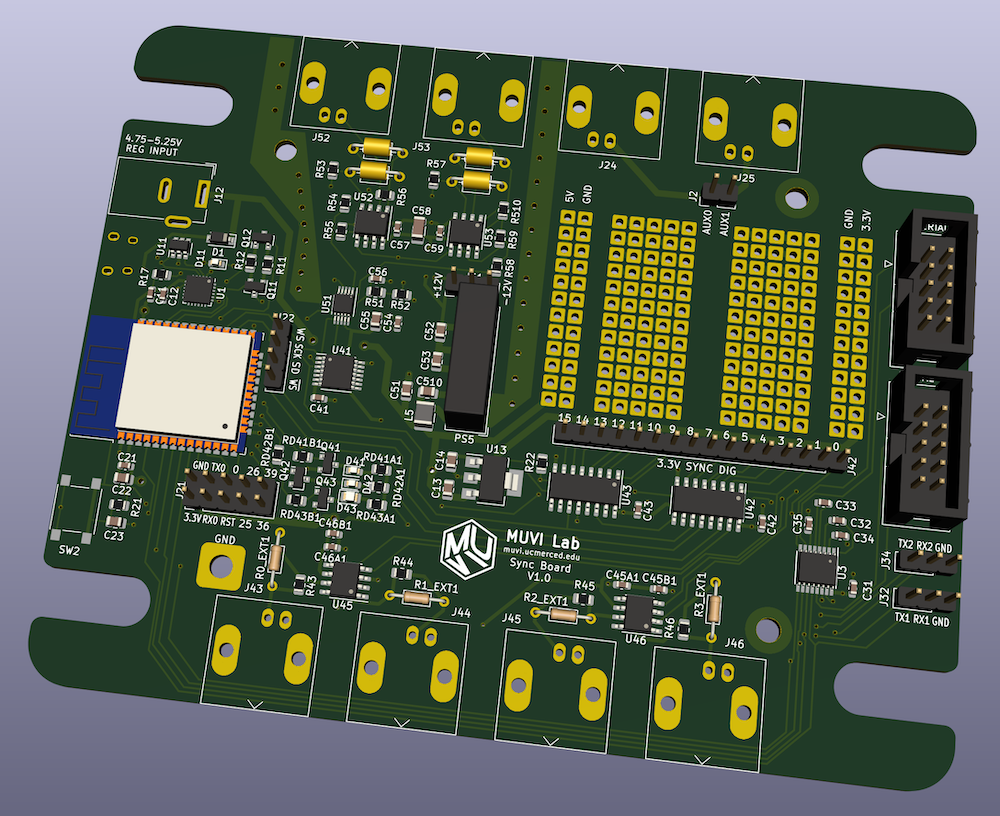 J52
J53
J24
J25
4.75-5.25V
REG INPUT
J12
R53
R57
R56
R54
U52
C58
R510
R55
C57
C59
U53
R59
R58
5V
GND
J2
AUX0
AUX1
GND
3.3V
U11
D11
D1
Q12
R12
R11
R17
C12
U1
Q11
C56
R51
R52
U51
C55
C54
+12V
-12V
J22
WS SCK SD WS
U41
C41
C52
C53
C51
C510
L5
PS5
15 14 13 12 11 10 9 8 7 6 5 4 3 2 1 0
3.3V SYNC DIG
J42
RD42B1
RD41B1
Q41
Q42
Q43
D41
D42
D43
RD41A1
RD42A1
RD43B1
RD43A1
C14
C13
U13
R22
U43
C43
U42
C42
C36
C33
C32
C34
U3
C31
C21
C22
R21
C23
SW2
J21
GND TX0 0 26 39
3.3V RX0 RST 25 36
GND
C46B1
C46A1
R0_EXT1
J43
R43
U45
R44
R1_EXT1
J44
MUVI
MUVI Lab
muvi.ucmerced.edu
Sync Board
V1.0
R2_EXT1
R45
J45
C45A1
C45B1
U46
R46
R3_EXT1
J46
TX2 RX2 GND
J34
J32
TX1 RX1 GND